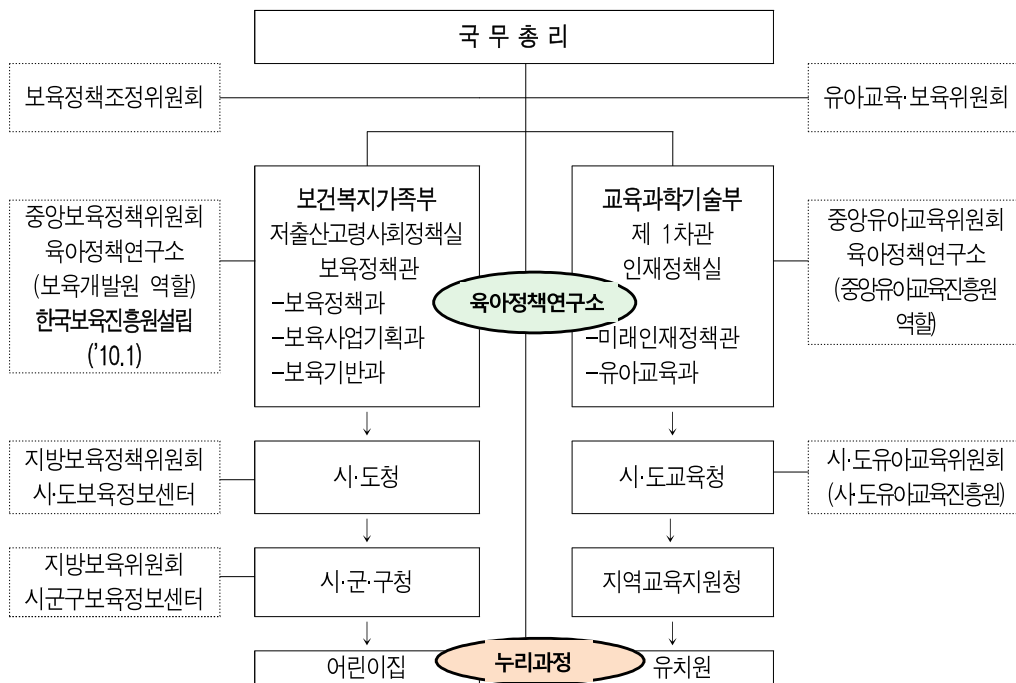 국무총리
보육정책조정위원회
유아교육·보육위원회
중앙보육정책위원회
육아정책연구소
(보육개발원 역할)
한국보육진흥원설립
('10.1)
보건복지가족부
저출산고령사회정책실
보육정책관
-보육정책과
-보육사업기획과
-보육기반과
육아정책연구소
교육과학기술부
제 1차관
인재정책실
-미래인재정책관
-유아교육과
중앙유아교육위원회
육아정책연구소
(중앙유아교육진흥원
역할)
지방보육정책위원회
시·도보육정보센터
시·도청
시·도교육청
시·도유아교육위원회
(시·도유아교육진흥원)
지방보육위원회
시군구보육정보센터
시·군·구청
지역교육지원청
어린이집
누리과정
유치원